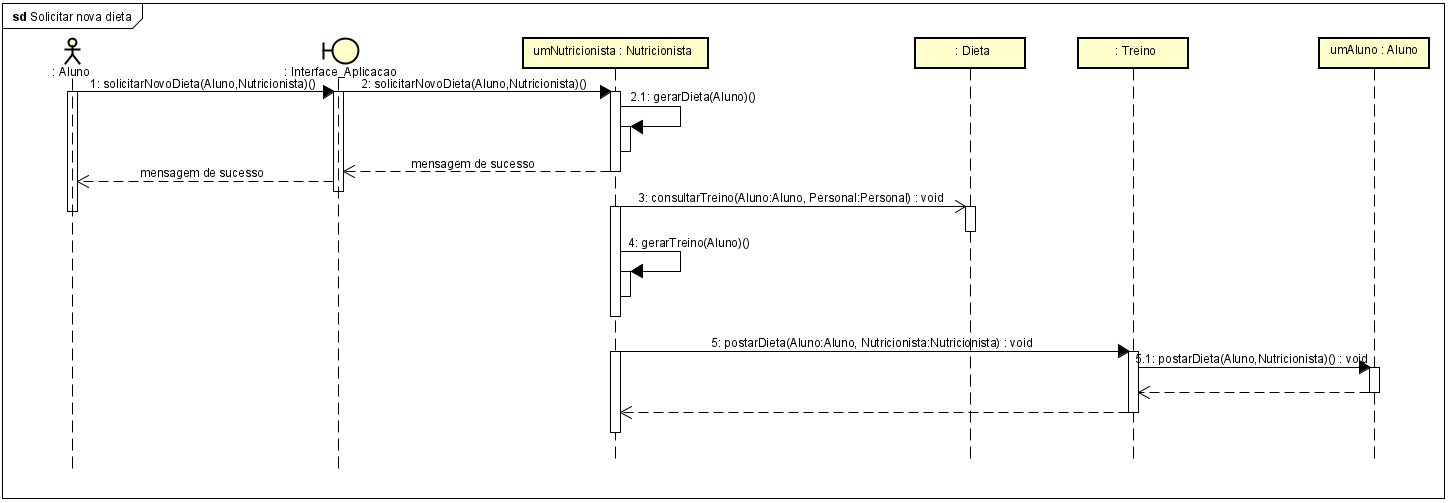 sd Solicitar nova dieta
: Aluno
: Interface_Aplicacao
umNutricionista : Nutricionista
: Dieta
: Treino
umAluno : Aluno
1: solicitarNovoDieta(Aluno,Nutricionista)()
2: solicitarNovoDieta(Aluno,Nutricionista)()
2.1: gerarDieta(Aluno)()
mensagem de sucesso
mensagem de sucesso
3: consultarTreino(Aluno:Aluno, Personal:Personal) : void
4: gerarTreino(Aluno)()
5: postarDieta(Aluno:Aluno, Nutricionista:Nutricionista) : void
5.1: postarDieta(Aluno,Nutricionista)() : void